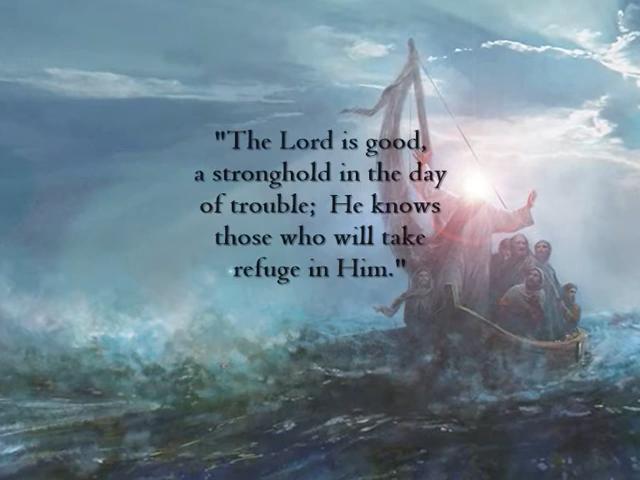 "The Lord is good,
a stronghold in the day
of trouble;  He knows
those who will take
refuge in Him."